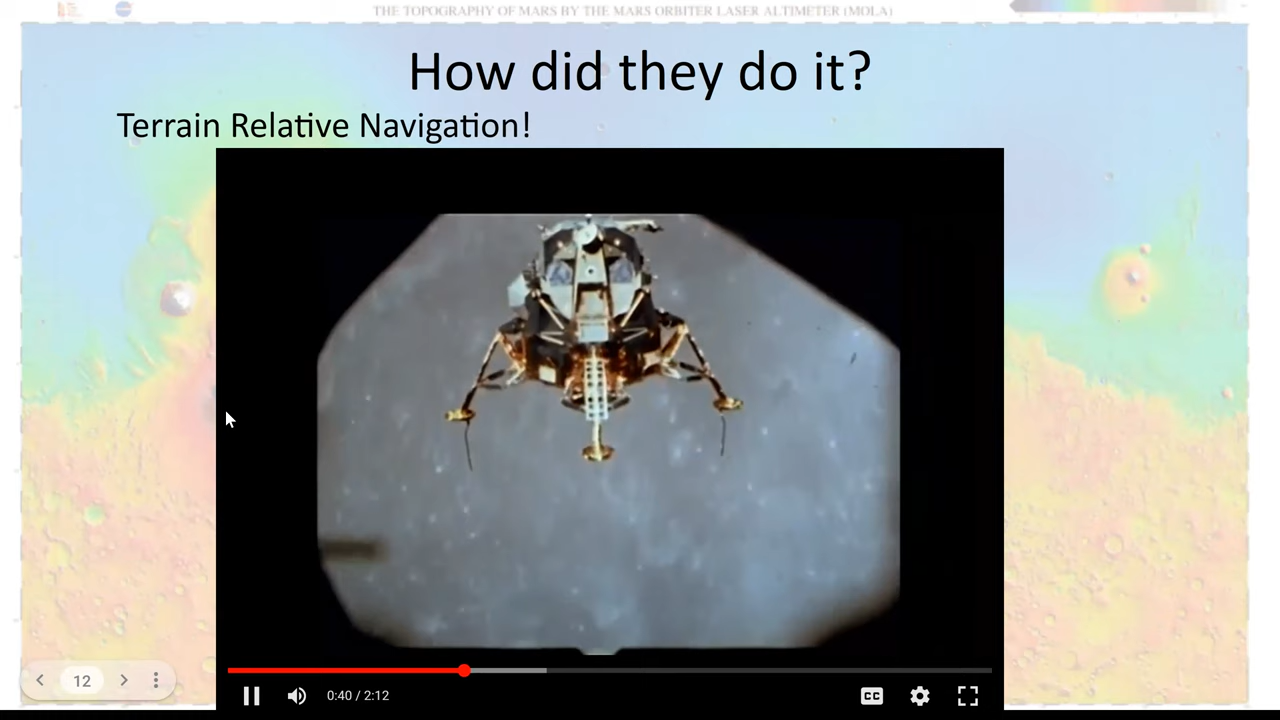 THE TOPOGRAPHY OF MARS BY THE MARS ORBITER LASER ALTIMETER (MOLA)
How did they do it?
Terrain Relative Navigation!
12
0:40 / 2:12
CC